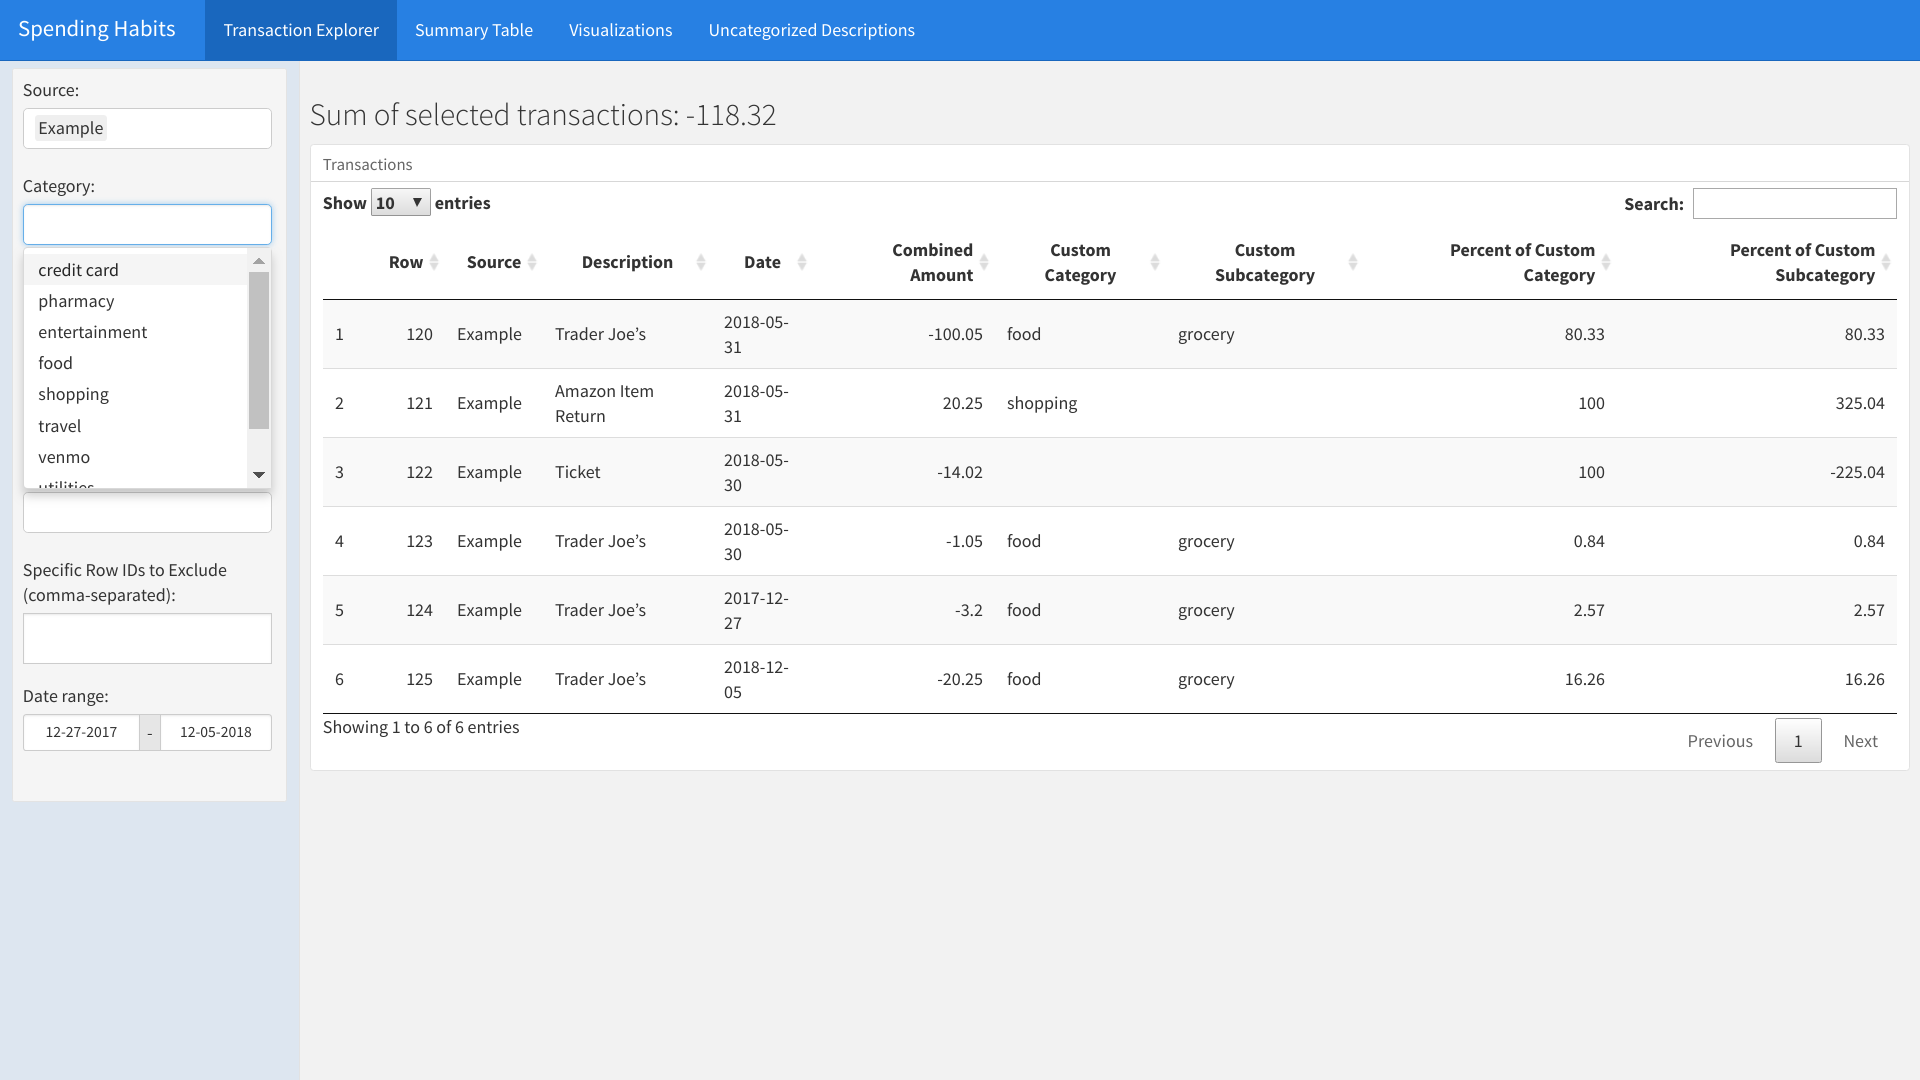 Spending Habits
Transaction Explorer
Summary Table
Visualizations
Uncategorized Descriptions
Source:
Example
Category:
credit card
pharmacy
entertainment
food
shopping
travel
venmo
utilities
Specific Row IDs to Exclude
(comma-separated):
Date range:
12-27-2017 - 12-05-2018
Sum of selected transactions: -118.32
Transactions
Show 10 ▼ entries
Search:
Row Source Description Date Combined Amount Custom Category Custom Subcategory Percent of Custom Category Percent of Custom Subcategory
1 120 Example Trader Joe’s 2018-05-31 -100.05 food grocery 80.33 80.33
2 121 Example Amazon Item Return 2018-05-31 20.25 shopping 100 325.04
3 122 Example Ticket 2018-05-30 -14.02 100 -225.04
4 123 Example Trader Joe’s 2018-05-30 -1.05 food grocery 0.84 0.84
5 124 Example Trader Joe’s 2017-12-27 -3.2 food grocery 2.57 2.57
6 125 Example Trader Joe’s 2018-12-05 -20.25 food grocery 16.26 16.26
Showing 1 to 6 of 6 entries
Previous 1 Next